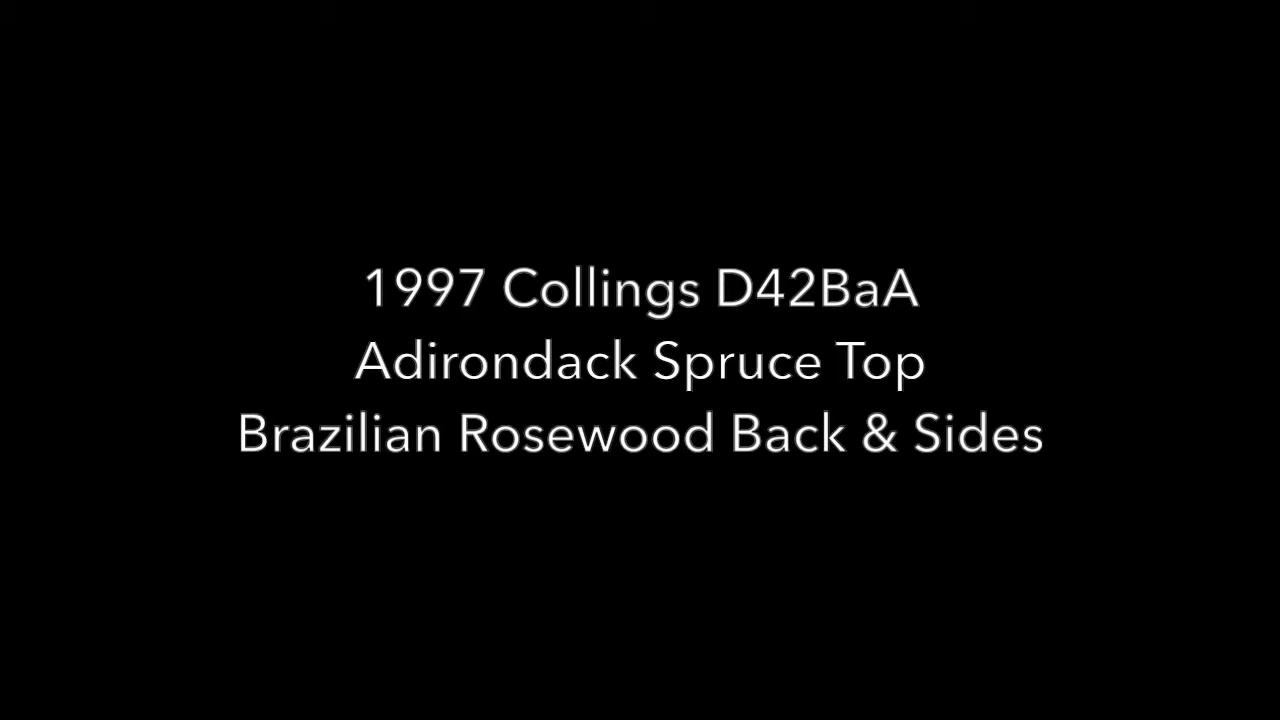 1997 Collings D42BaA
Adirondack Spruce Top
Brazilian Rosewood Back & Sides